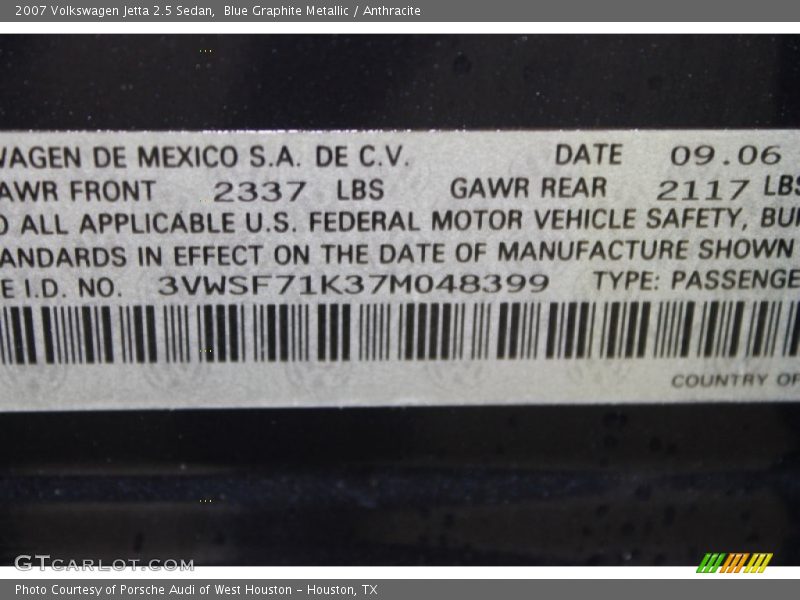 2007 Volkswagen Jetta 2.5 Sedan, Blue Graphite Metallic / Anthracite
WAGEN DE MEXICO S.A. DE C.V. DATE 09.06
AWR FRONT 2337 LBS GAWR REAR 2117 LBS
O ALL APPLICABLE U.S. FEDERAL MOTOR VEHICLE SAFETY, BU
ANDARDS IN EFFECT ON THE DATE OF MANUFACTURE SHOWN
E I.D. NO. 3VWSF71K37M048399 TYPE: PASSENGE
COUNTRY OF
GTCARLOT.COM
Photo Courtesy of Porsche Audi of West Houston – Houston, TX